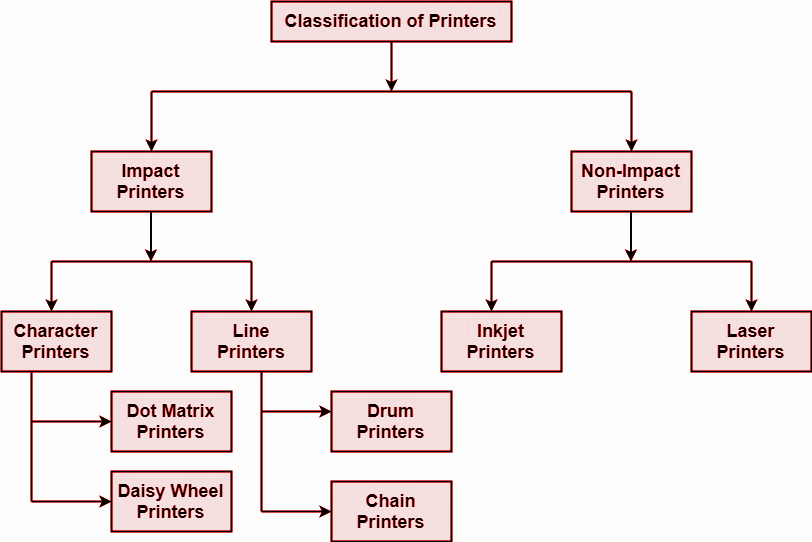 Classification of Printers
Impact
Printers
Non-Impact
Printers
Character
Printers
Line
Printers
Inkjet
Printers
Laser
Printers
Dot Matrix
Printers
Drum
Printers
Daisy Wheel
Printers
Chain
Printers